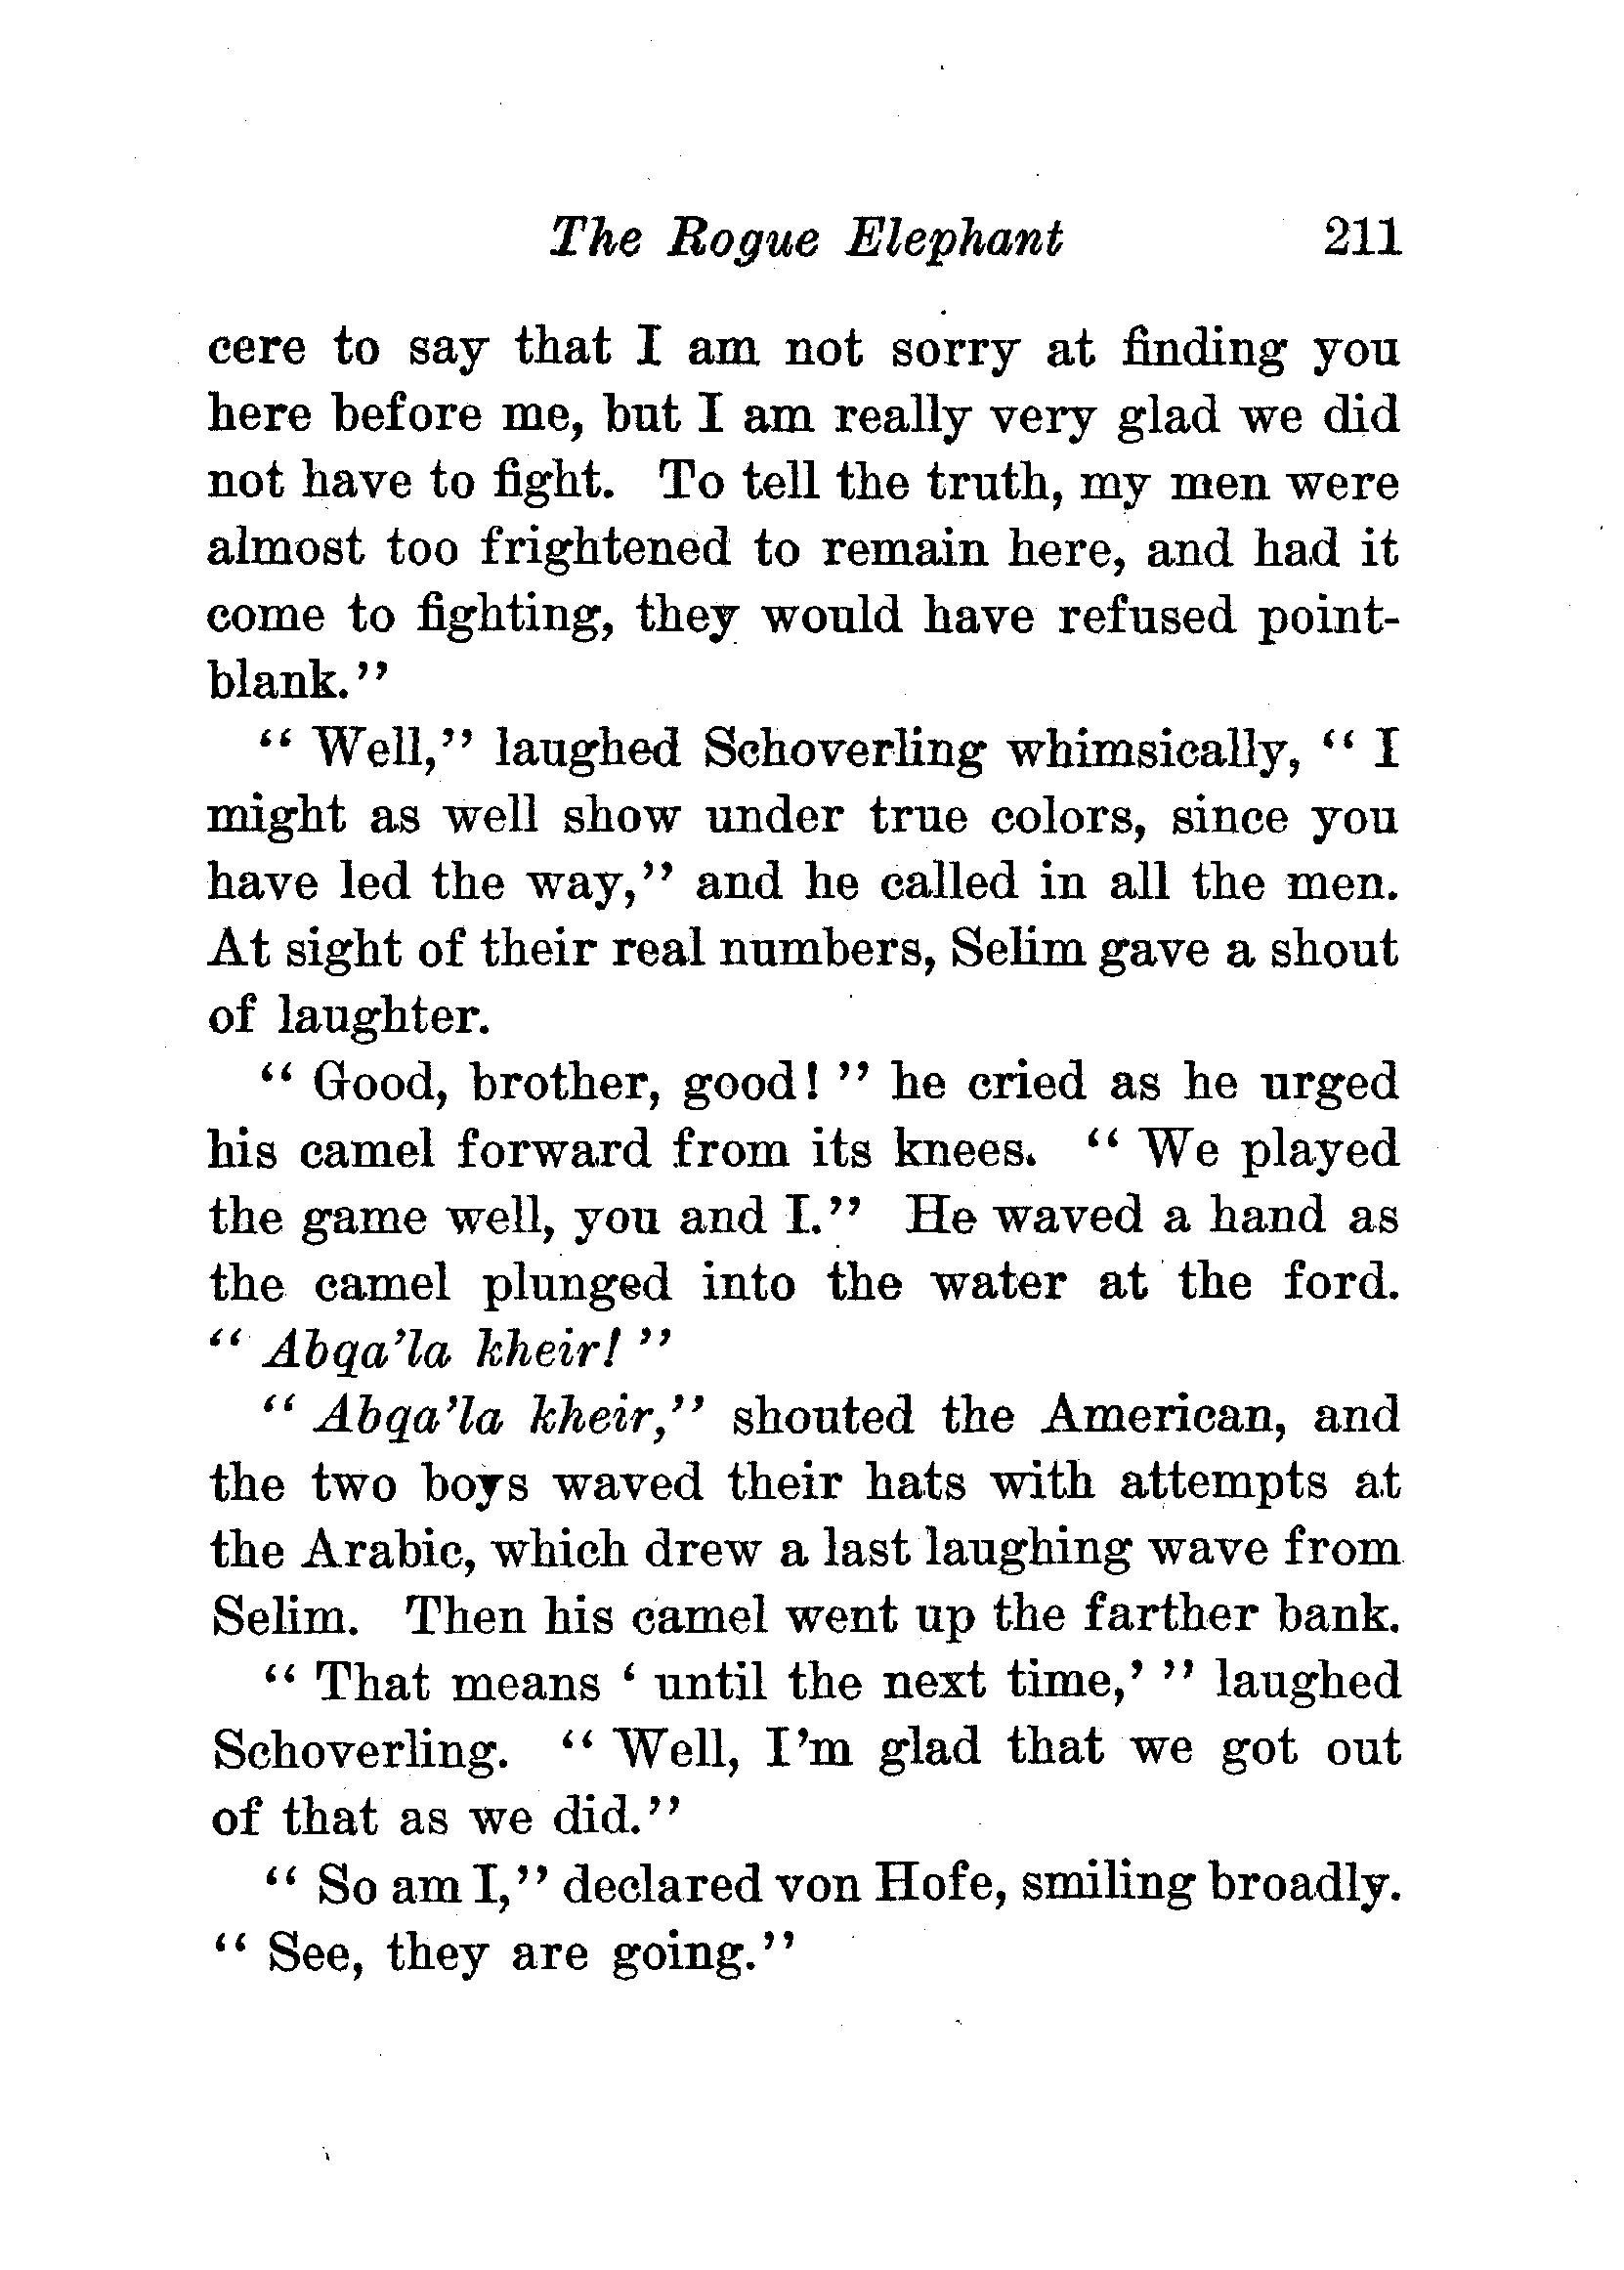 The Rogue Elephant 211
cere to say that I am not sorry at finding you
here before me, but I am really very glad we did
not have to fight. To tell the truth, my men were
almost too frightened to remain here, and had it
come to fighting, they would have refused point-
blank."
" Well," laughed Schoverling whimsically, " I
might as well show under true colors, since you
have led the way," and he called in all the men.
At sight of their real numbers, Selim gave a shout
of laughter.
" Good, brother, good! " he cried as he urged
his camel forward from its knees. " We played
the game well, you and I." He waved a hand as
the camel plunged into the water at the ford.
" Abqa'la kheir! "
" Abqa'la kheir," shouted the American, and
the two boys waved their hats with attempts at
the Arabic, which drew a last laughing wave from
Selim. Then his camel went up the farther bank.
" That means ' until the next time,' " laughed
Schoverling. " Well, I'm glad that we got out
of that as we did."
" So am I," declared von Hofe, smiling broadly.
" See, they are going."